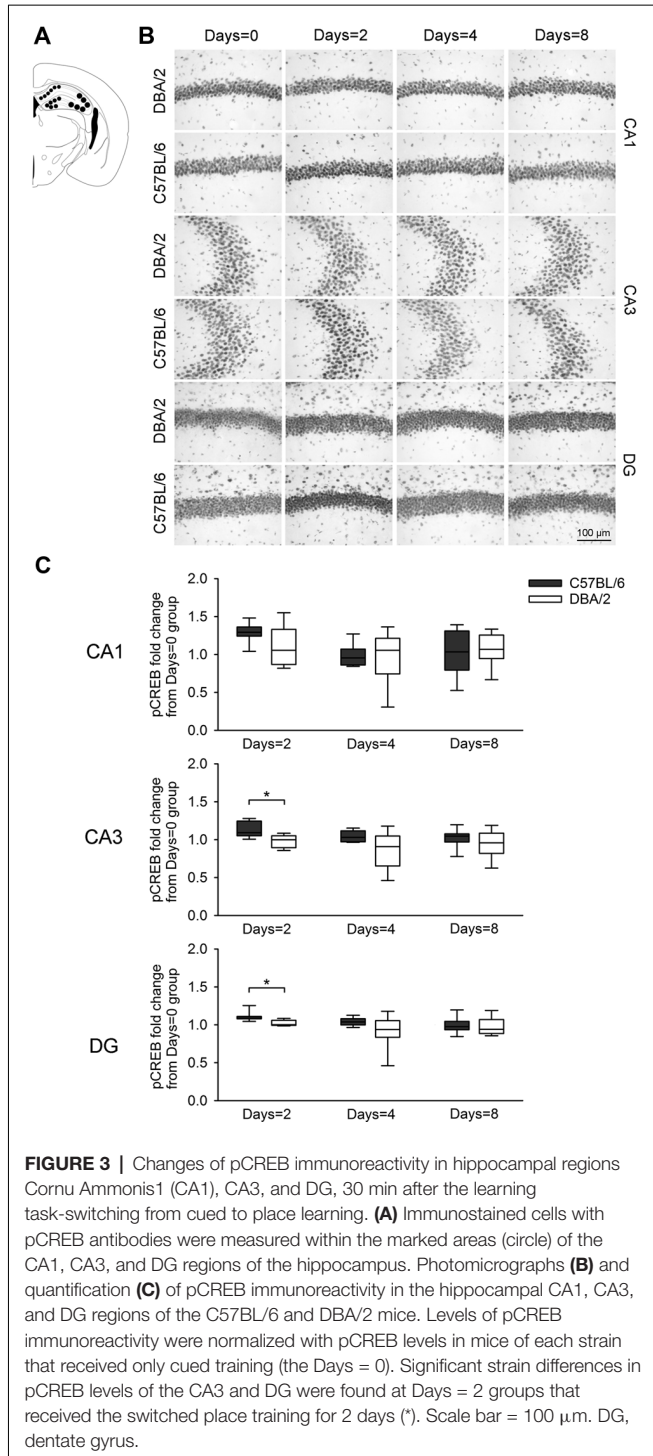 A
B
Days=0 Days=2 Days=4 Days=8
DBA/2
C57BL/6
CA1
DBA/2
C57BL/6
CA3
DBA/2
C57BL/6
DG
100 µm
C
C57BL/6
DBA/2
CA1
pCREB fold change
from Days=0 group
2.0
1.5
1.0
0.5
0.0
Days=2 Days=4 Days=8
CA3
pCREB fold change
from Days=0 group
2.0
1.5
1.0
0.5
0.0
*
Days=2 Days=4 Days=8
DG
pCREB fold change
from Days=0 group
2.0
1.5
1.0
0.5
0.0
*
Days=2 Days=4 Days=8
FIGURE 3 | Changes of pCREB immunoreactivity in hippocampal regions
Cornu Ammonis1 (CA1), CA3, and DG, 30 min after the learning
task-switching from cued to place learning. (A) Immunostained cells with
pCREB antibodies were measured within the marked areas (circle) of the
CA1, CA3, and DG regions of the hippocampus. Photomicrographs (B) and
quantification (C) of pCREB immunoreactivity in the hippocampal CA1, CA3,
and DG regions of the C57BL/6 and DBA/2 mice. Levels of pCREB
immunoreactivity were normalized with pCREB levels in mice of each strain
that received only cued training (the Days = 0). Significant strain differences in
pCREB levels of the CA3 and DG were found at Days = 2 groups that
received the switched place training for 2 days (*). Scale bar = 100 µm. DG,
dentate gyrus.